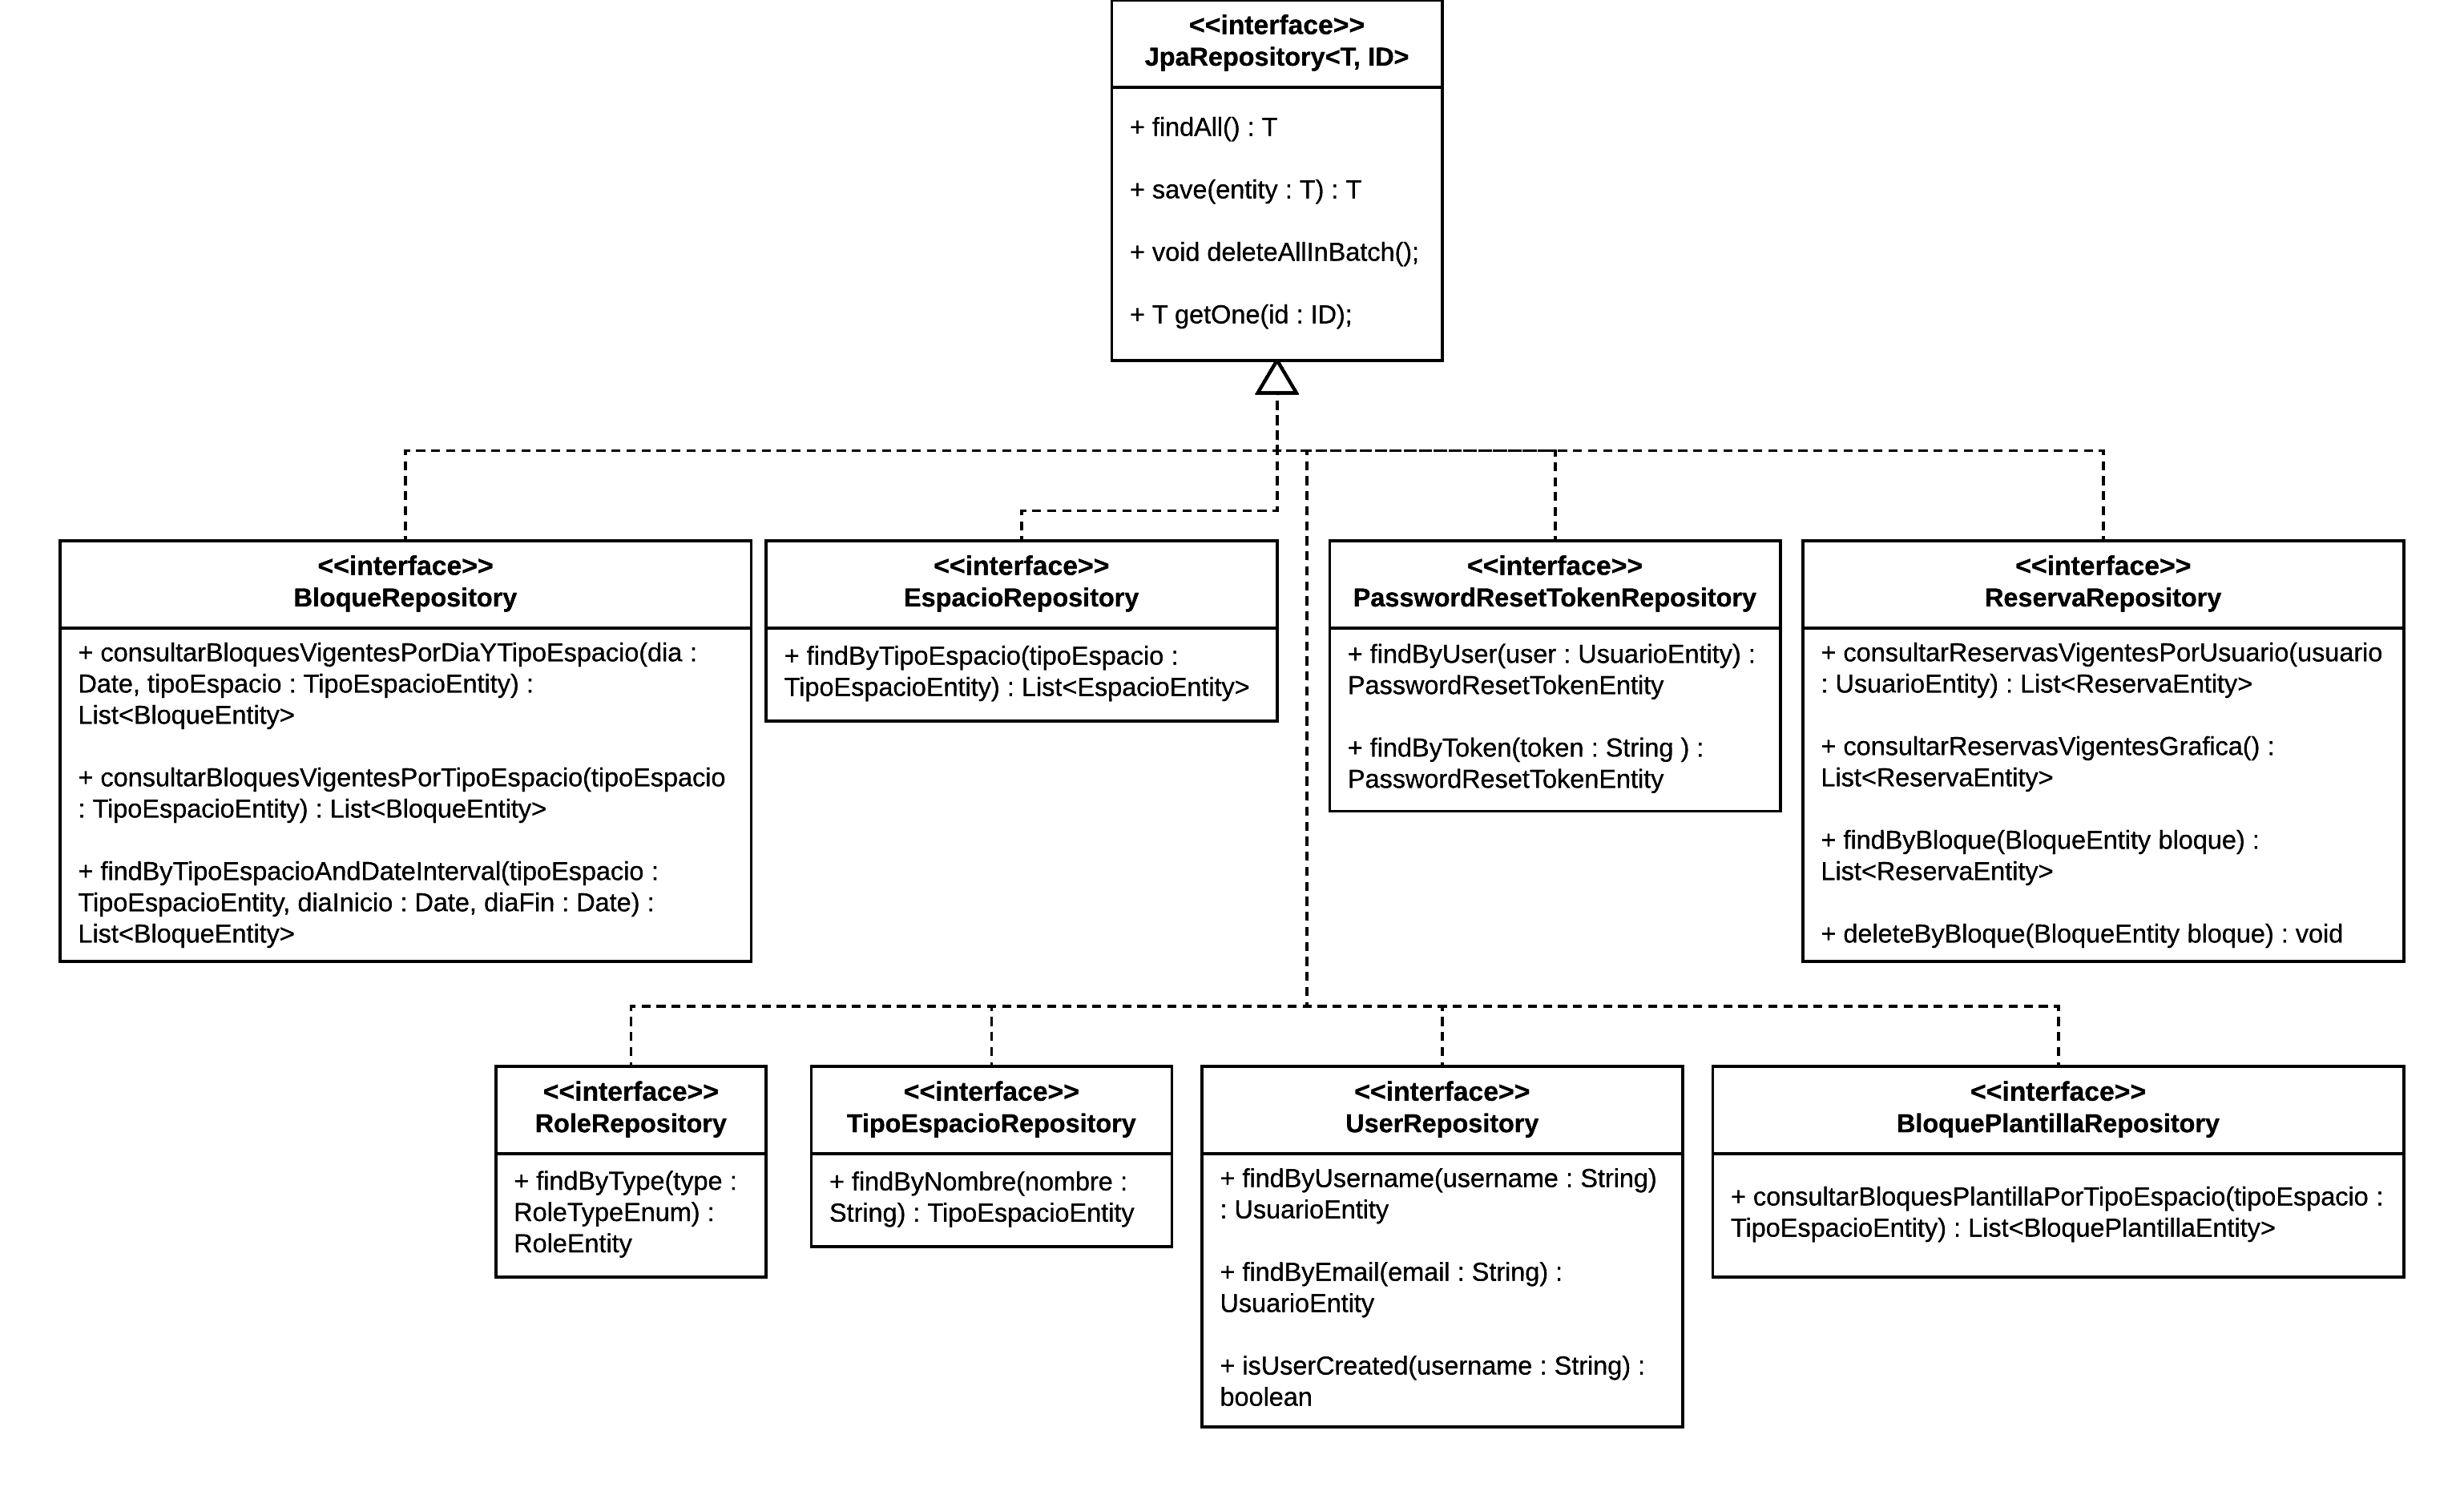 <<interface>>
JpaRepository<T, ID>
+ findAll() : T
+ save(entity : T) : T
+ void deleteAllInBatch();
+ T getOne(id : ID);
<<interface>>
BloqueRepository
+ consultarBloquesVigentesPorDiaYTipoEspacio(dia :
Date, tipoEspacio : TipoEspacioEntity) :
List<BloqueEntity>
+ consultarBloquesVigentesPorTipoEspacio(tipoEspacio
: TipoEspacioEntity) : List<BloqueEntity>
+ findByTipoEspacioAndDateInterval(tipoEspacio :
TipoEspacioEntity, diaInicio : Date, diaFin : Date) :
List<BloqueEntity>
<<interface>>
EspacioRepository
+ findByTipoEspacio(tipoEspacio :
TipoEspacioEntity) : List<EspacioEntity>
<<interface>>
PasswordResetTokenRepository
+ findByUser(user : UsuarioEntity) :
PasswordResetTokenEntity
+ findByToken(token : String ) :
PasswordResetTokenEntity
<<interface>>
ReservaRepository
+ consultarReservasVigentesPorUsuario(usuario
: UsuarioEntity) : List<ReservaEntity>
+ consultarReservasVigentesGrafica() :
List<ReservaEntity>
+ findByBloque(BloqueEntity bloque) :
List<ReservaEntity>
+ deleteByBloque(BloqueEntity bloque) : void
<<interface>>
RoleRepository
+ findByType(type :
RoleTypeEnum) :
RoleEntity
<<interface>>
TipoEspacioRepository
+ findByNombre(nombre :
String) : TipoEspacioEntity
<<interface>>
UserRepository
+ findByUsername(username : String)
: UsuarioEntity
+ findByEmail(email : String) :
UsuarioEntity
+ isUserCreated(username : String) :
boolean
<<interface>>
BloquePlantillaRepository
+ consultarBloquesPlantillaPorTipoEspacio(tipoEspacio :
TipoEspacioEntity) : List<BloquePlantillaEntity>